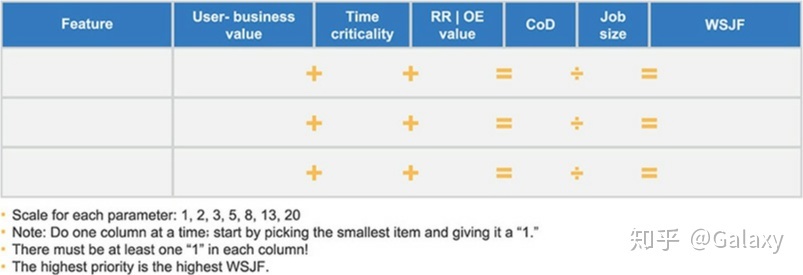 Feature User- business value Time criticality RR | OE value CoD Job size WSJF
+ + = ÷ =
+ + = ÷ =
+ + = ÷ =
• Scale for each parameter: 1, 2, 3, 5, 8, 13, 20
• Note: Do one column at a time; start by picking the smallest item and giving it a “1.”
• There must be at least one “1” in each column!
• The highest priority is the highest WSJF.
知乎 @Galaxy